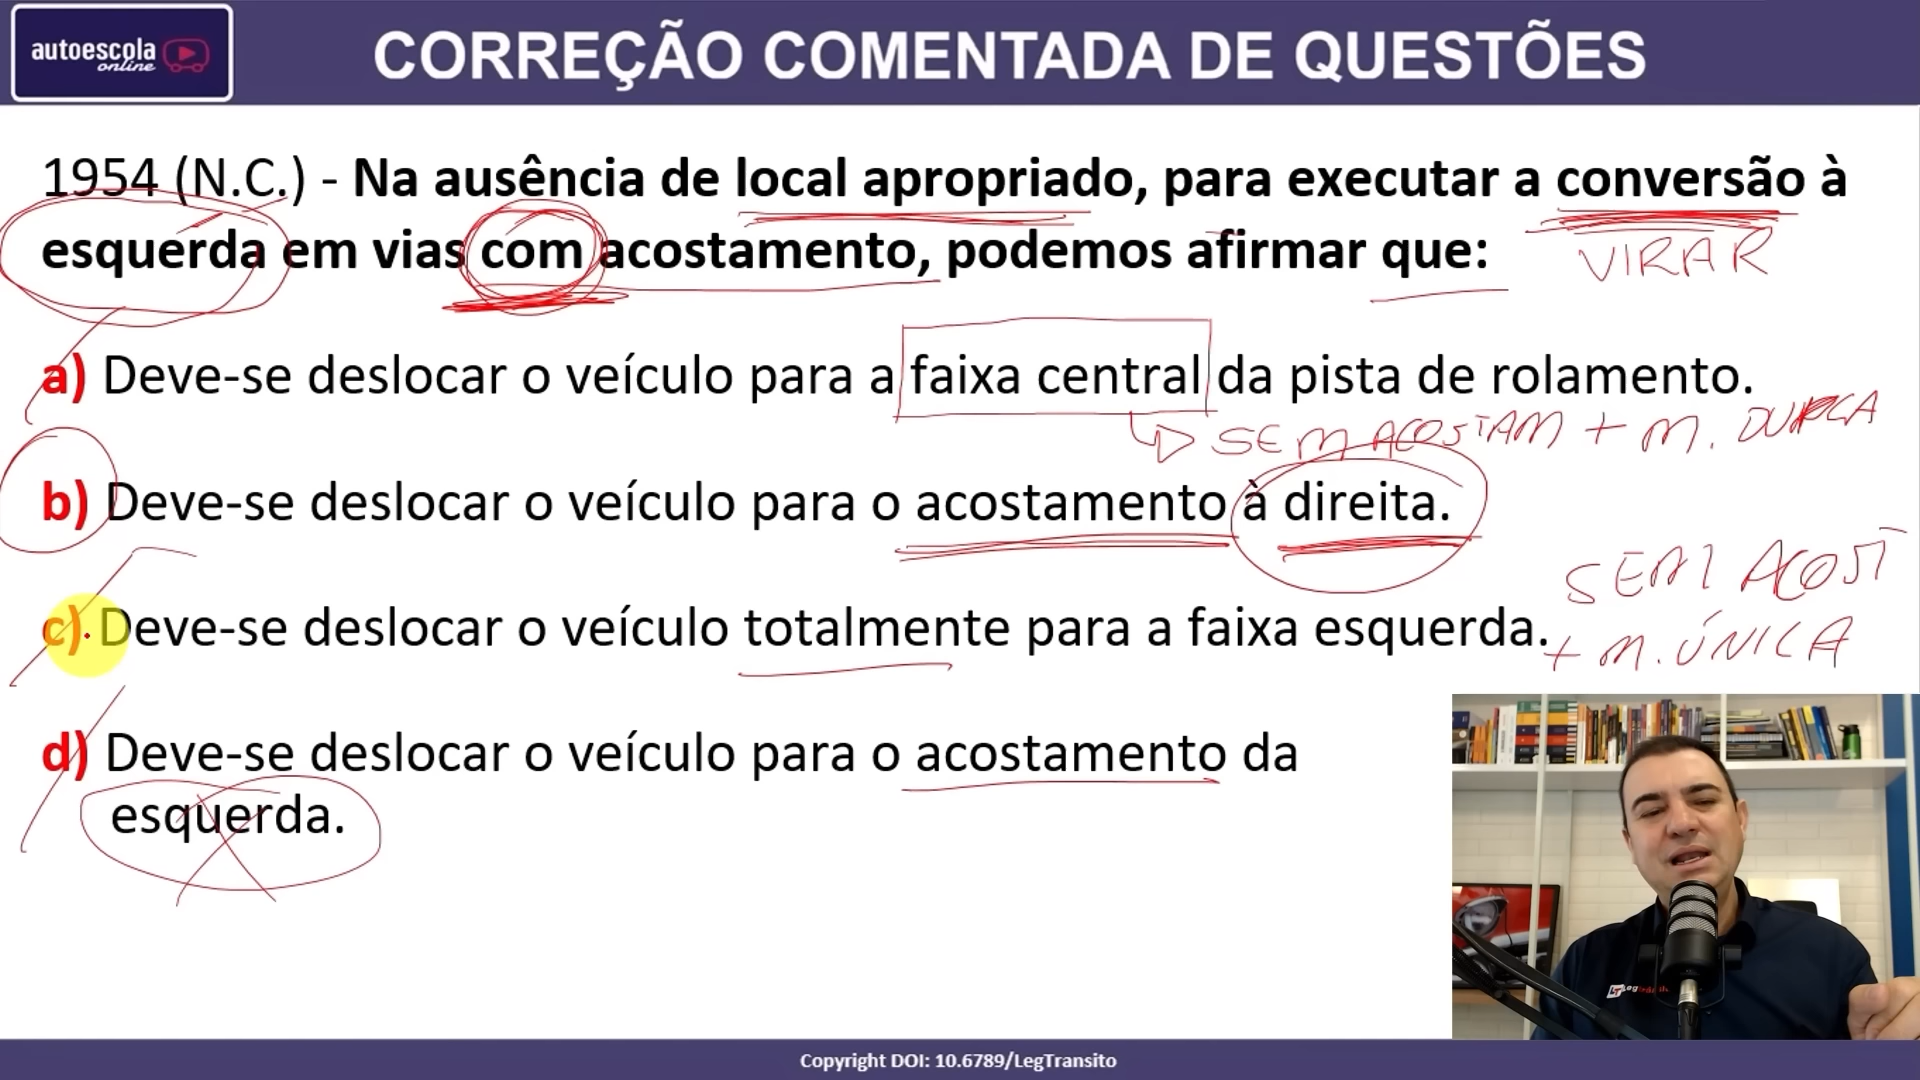 autoescola
online
CORREÇÃO COMENTADA DE QUESTÕES
1954 (N.C.) - Na ausência de local apropriado, para executar a conversão à
esquerda em vias com acostamento, podemos afirmar que:
VIRAR
a) Deve-se deslocar o veículo para a faixa central da pista de rolamento.
SEM ACOSTAM + M.
b) Deve-se deslocar o veículo para o acostamento à direita.
SEM ACOST
c) Deve-se deslocar o veículo totalmente para a faixa esquerda.
+ M. ÚNICA
d) Deve-se deslocar o veículo para o acostamento da
esquerda.
Copyright DOI: 10.6789/LegTransito